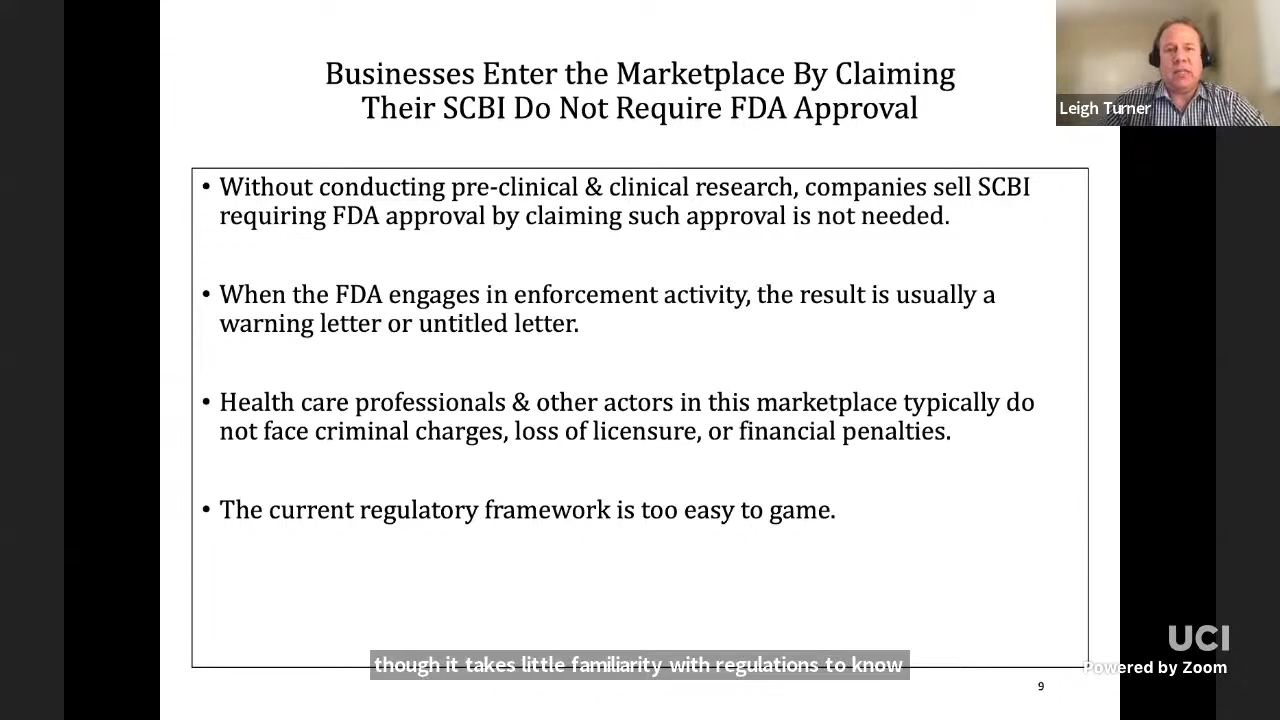 Businesses Enter the Marketplace By Claiming
Their SCBI Do Not Require FDA Approval
Leigh Turner
• Without conducting pre-clinical & clinical research, companies sell SCBI
requiring FDA approval by claiming such approval is not needed.
• When the FDA engages in enforcement activity, the result is usually a
warning letter or untitled letter.
• Health care professionals & other actors in this marketplace typically do
not face criminal charges, loss of licensure, or financial penalties.
• The current regulatory framework is too easy to game.
though it takes little familiarity with regulations to know
UCI
Powered by Zoom
9